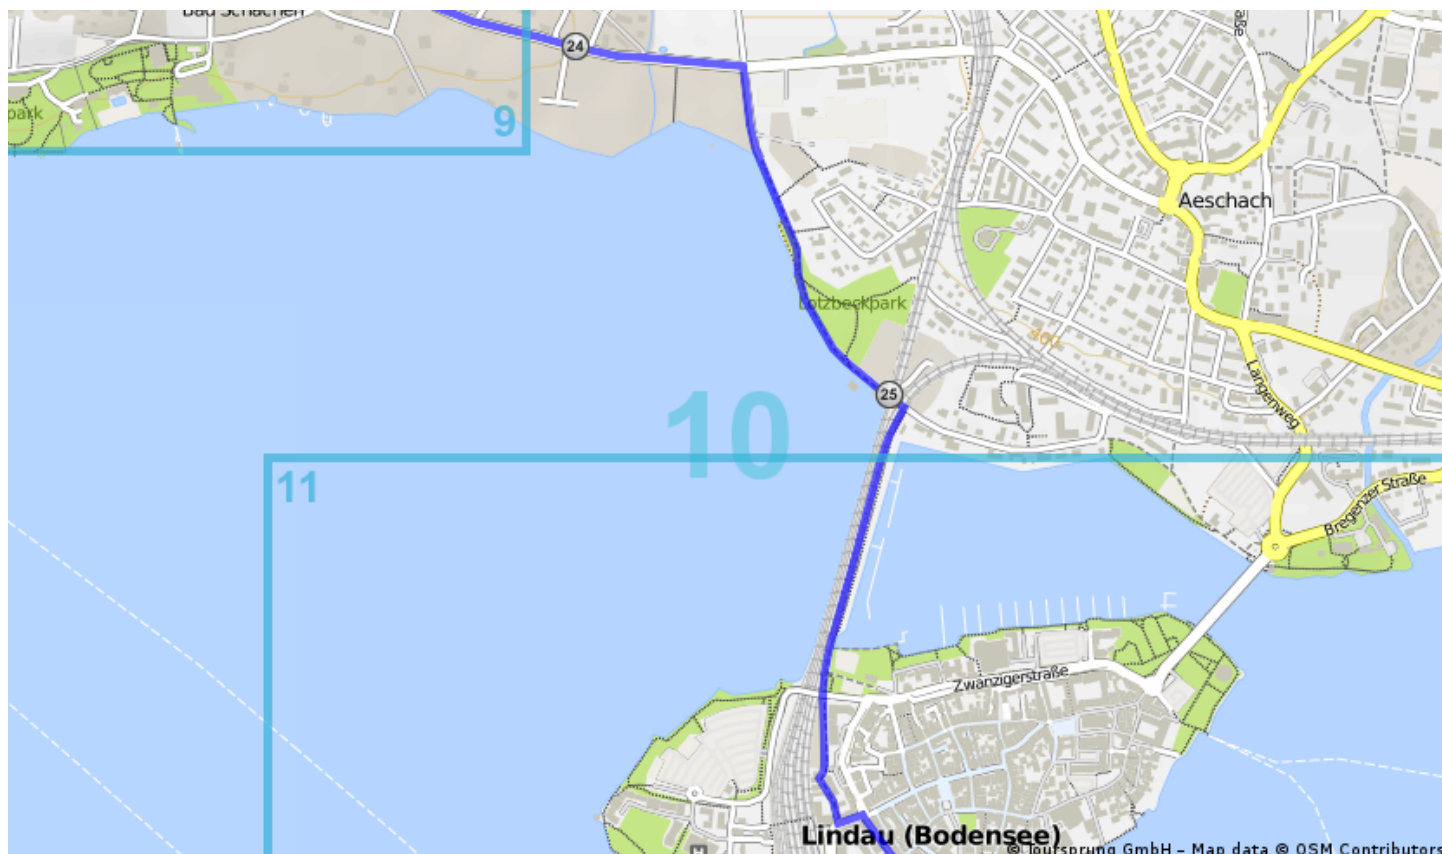 Bad Schachen
24
park
9
Aeschach
Lotzbeckpark
400
25
Langenweg
10
11
Bregenzer Straße
Zwanzigerstraße
Lindau (Bodensee)
© Toursprung GmbH – Map data © OSM Contributors